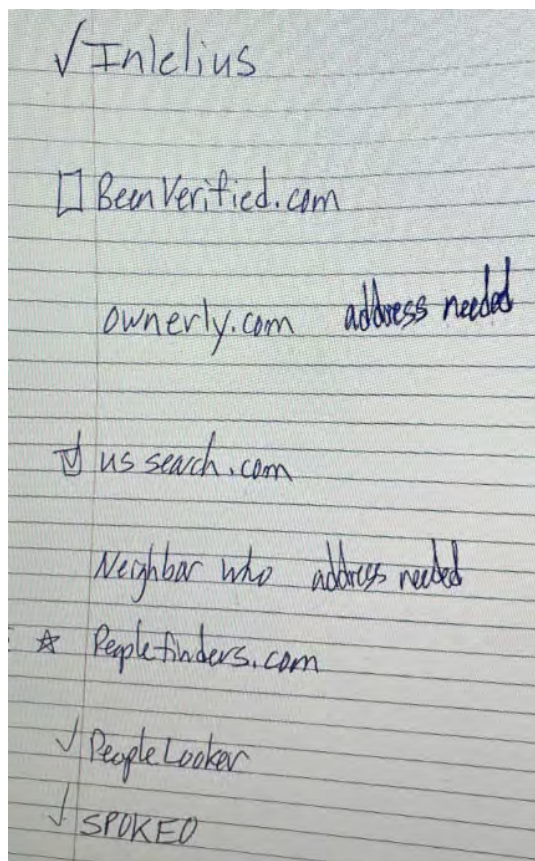 ✓ Inlelius
☐ BeenVerified.com
ownerly.com address needed
☑ us search.com
Neighbor who address needed
☆ Peoplefinders.com
✓ PeopleLooker
✓ SPOKEO